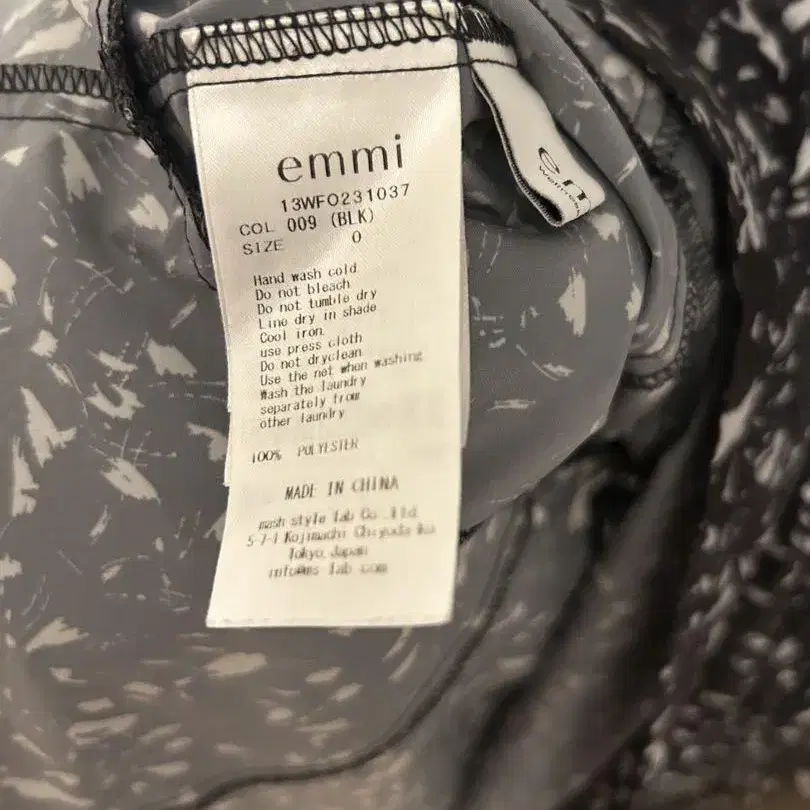 emmi
13WFO231037
COL 009 (BLK)
SIZE 0
Hand wash cold
Do not bleach
Do not tumble dry
Line dry in shade
Cool iron
use press cloth
Do not dryclean
Use the net when washing
Wash the laundry
separately from
other laundry
100% POLYESTER
MADE IN CHINA
mash style lab Co.,ltd.
5-7-1 Kojimachi Chiyoda-ku
Tokyo Japan
em